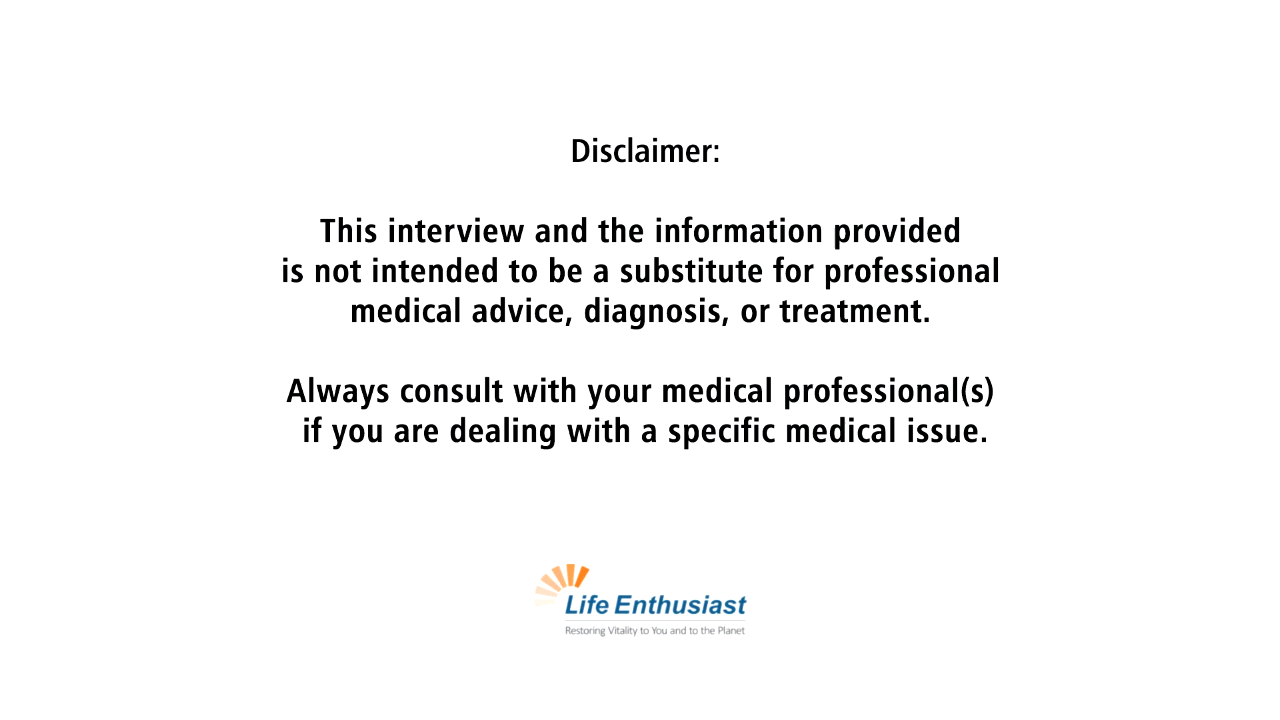 Disclaimer:
This interview and the information provided
is not intended to be a substitute for professional
medical advice, diagnosis, or treatment.
Always consult with your medical professional(s)
if you are dealing with a specific medical issue.
Life Enthusiast
Restoring Vitality to You and to the Planet